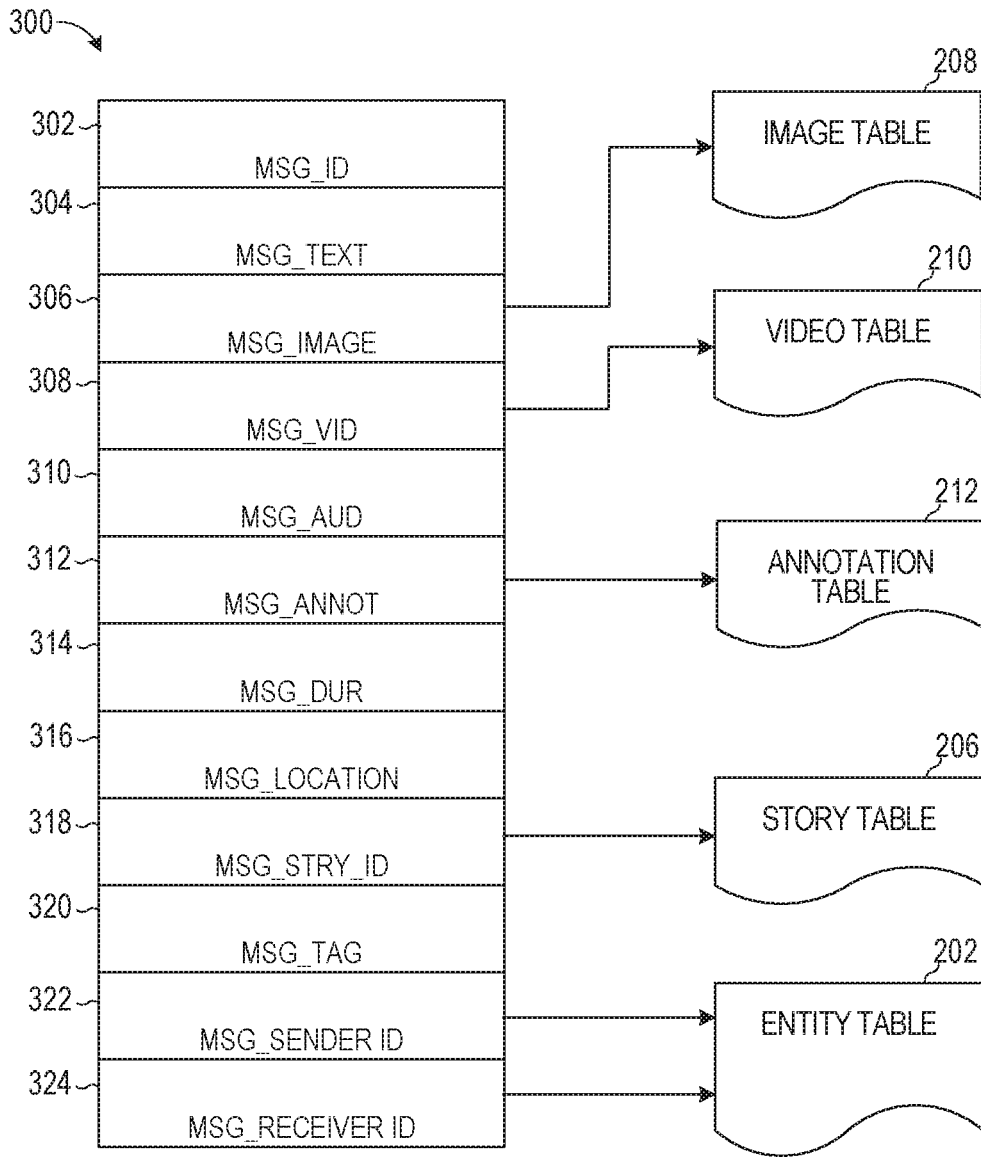 300
302
MSG_ID
304
MSG_TEXT
306
MSG_IMAGE
308
MSG_VID
310
MSG_AUD
312
MSG_ANNOT
314
MSG_DUR
316
MSG_LOCATION
318
MSG_STRY_ID
320
MSG_TAG
322
MSG_SENDER ID
324
MSG_RECEIVER ID
208
IMAGE TABLE
210
VIDEO TABLE
212
ANNOTATION
TABLE
206
STORY TABLE
202
ENTITY TABLE